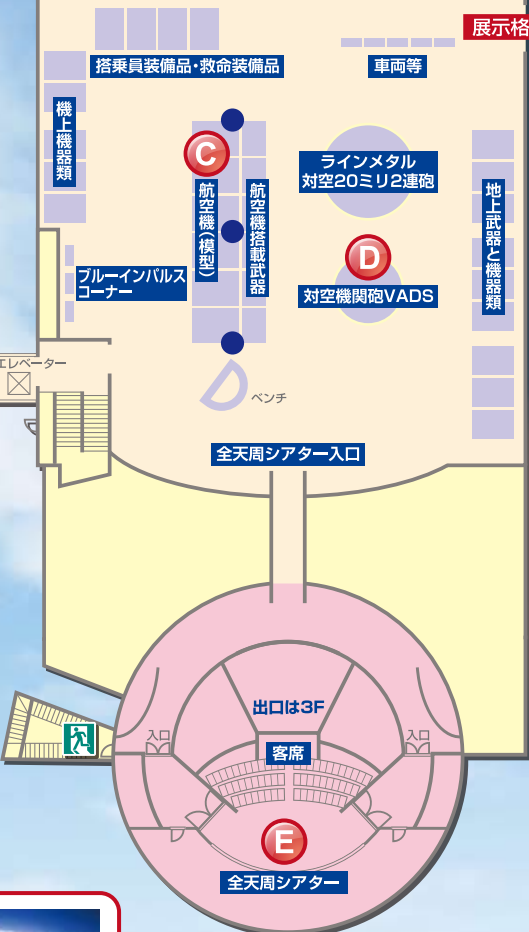 展示格
搭乗員装備品・救命装備品
車両等
機上機器類
C
航空機(模型)
航空機搭載武器
ラインメタル
対空20ミリ2連砲
地上武器と機器類
D
対空機関砲VADS
ブルーインパルス
コーナー
エレベーター
ベンチ
全天周シアター入口
出口は3F
入口
入口
客席
E
全天周シアター